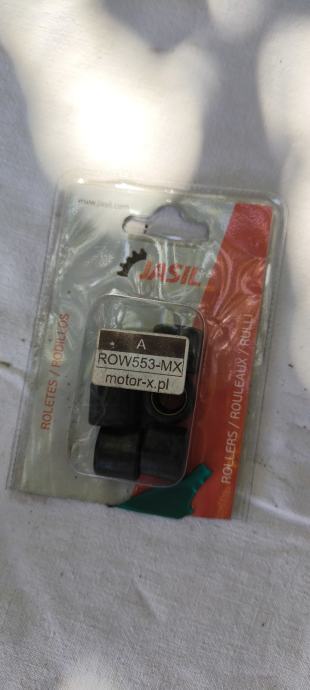 www.jasil.com
JASIL
A
ROW553-MX
motor-x.pl
ROLETES / RODILLOS
ROLLERS / ROULEAUX / RULLI